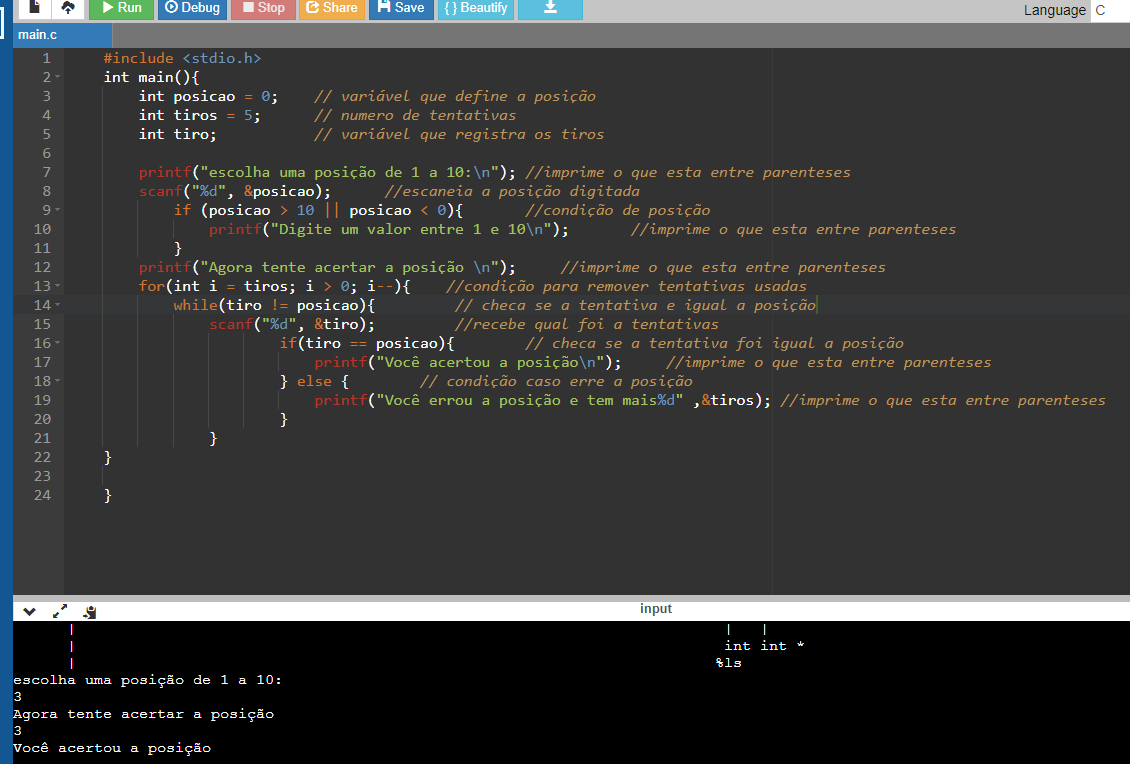 Run Debug Stop Share Save { } Beautify Language C
main.c
1 #include <stdio.h>
2 int main(){
3 int posicao = 0; // variável que define a posição
4 int tiros = 5; // numero de tentativas
5 int tiro; // variável que registra os tiros
6
7 printf("escolha uma posição de 1 a 10:\n"); //imprime o que esta entre parenteses
8 scanf("%d", &posicao); //escaneia a posição digitada
9 if (posicao > 10 || posicao < 0){ //condição de posição
10 printf("Digite um valor entre 1 e 10\n"); //imprime o que esta entre parenteses
11 }
12 printf("Agora tente acertar a posição \n"); //imprime o que esta entre parenteses
13 for(int i = tiros; i > 0; i--){ //condição para remover tentativas usadas
14 while(tiro != posicao){ // checa se a tentativa e igual a posição
15 scanf("%d", &tiro); //recebe qual foi a tentativas
16 if(tiro == posicao){ // checa se a tentativa foi igual a posição
17 printf("Você acertou a posição\n"); //imprime o que esta entre parenteses
18 } else { // condição caso erre a posição
19 printf("Você errou a posição e tem mais%d" ,&tiros); //imprime o que esta entre parenteses
20 }
21 }
22 }
23
24 }
input
| | |
| int int *
| %ls
escolha uma posição de 1 a 10:
3
Agora tente acertar a posição
3
Você acertou a posição